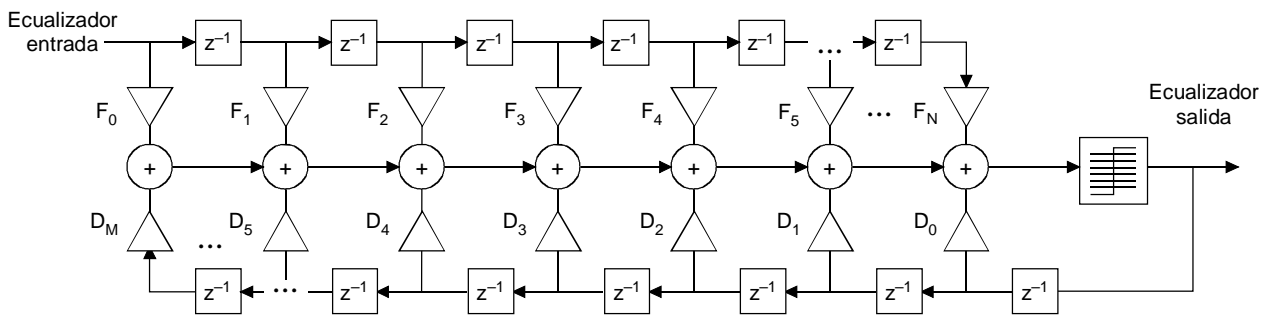 Ecualizador
entrada
z⁻¹ z⁻¹ z⁻¹ z⁻¹ z⁻¹ ... z⁻¹
F₀ F₁ F₂ F₃ F₄ F₅ ... F_N
Ecualizador
salida
+ + + + + + +
D_M ... D₅ D₄ D₃ D₂ D₁ D₀
z⁻¹ ... z⁻¹ z⁻¹ z⁻¹ z⁻¹ z⁻¹ z⁻¹